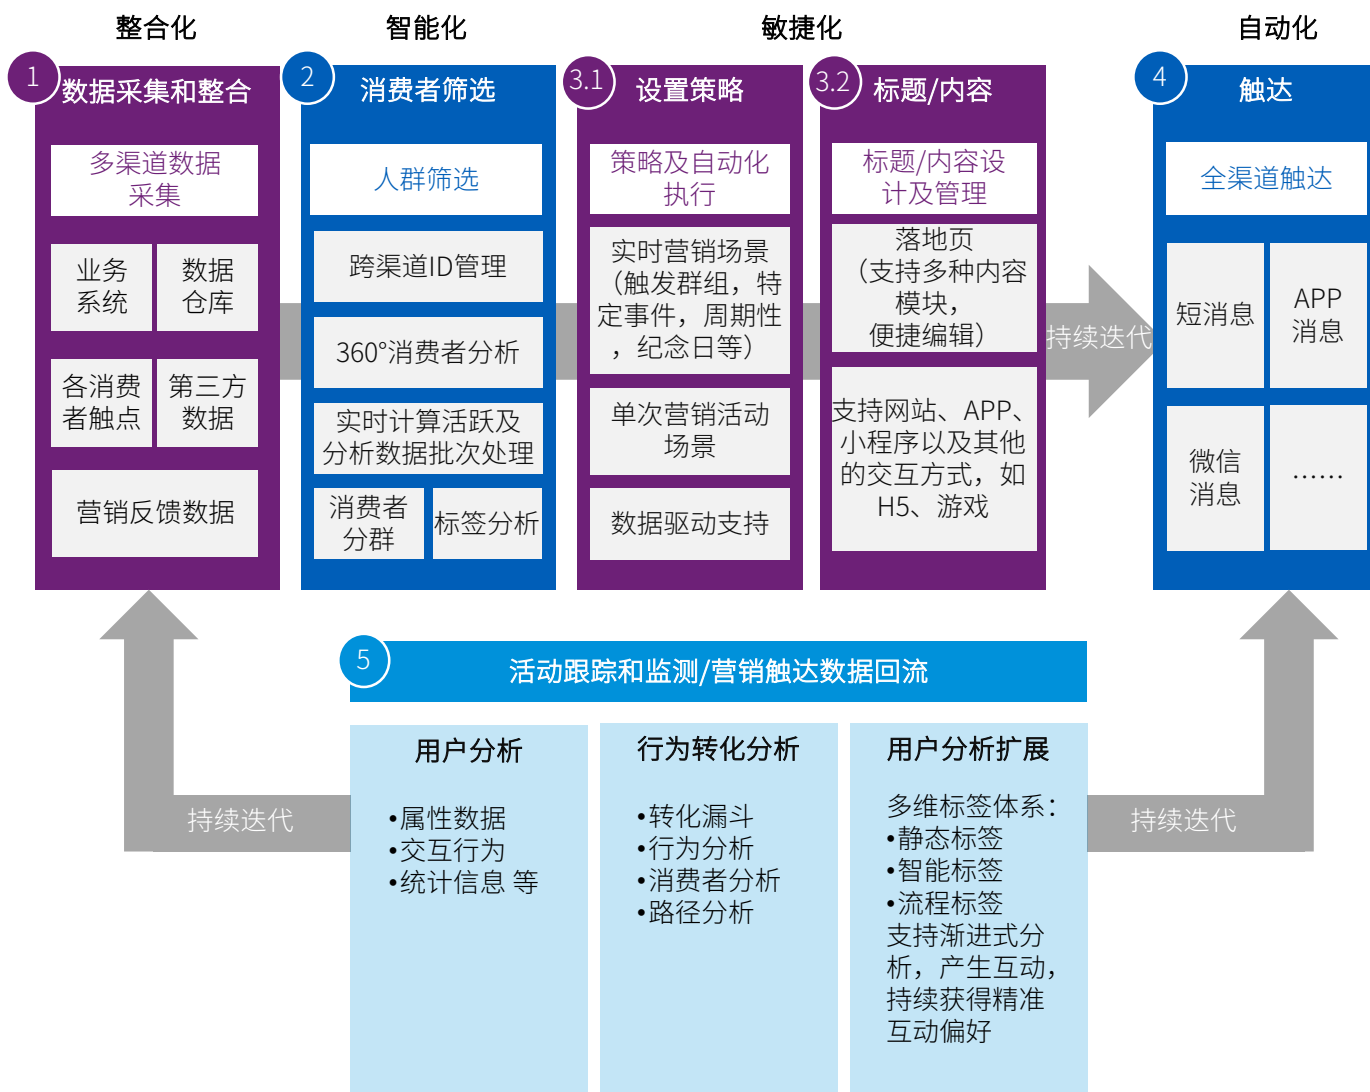 整合化
智能化
敏捷化
自动化
1
数据采集和整合
多渠道数据
采集
业务
系统
数据
仓库
各消费
者触点
第三方
数据
营销反馈数据
2
消费者筛选
人群筛选
跨渠道ID管理
360°消费者分析
实时计算活跃及
分析数据批次处理
消费者
分群
标签分析
3.1
设置策略
策略及自动化
执行
实时营销场景
（触发群组，特
定事件，周期性
，纪念日等）
单次营销活动
场景
数据驱动支持
3.2
标题/内容
标题/内容设
计及管理
落地页
（支持多种内容
模块，
便捷编辑）
支持网站、APP、
小程序以及其他
的交互方式，如
H5、游戏
持续迭代
4
触达
全渠道触达
短消息
APP
消息
微信
消息
……
5
活动跟踪和监测/营销触达数据回流
持续迭代
用户分析
•属性数据
•交互行为
•统计信息 等
行为转化分析
•转化漏斗
•行为分析
•消费者分析
•路径分析
用户分析扩展
多维标签体系：
•静态标签
•智能标签
•流程标签
支持渐进式分
析，产生互动，
持续获得精准
互动偏好
持续迭代